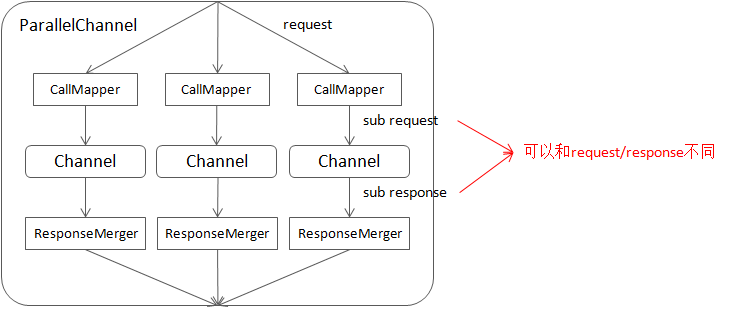 ParallelChannel
request
CallMapper
CallMapper
CallMapper
sub request
可以和request/response不同
Channel
Channel
Channel
sub response
ResponseMerger
ResponseMerger
ResponseMerger